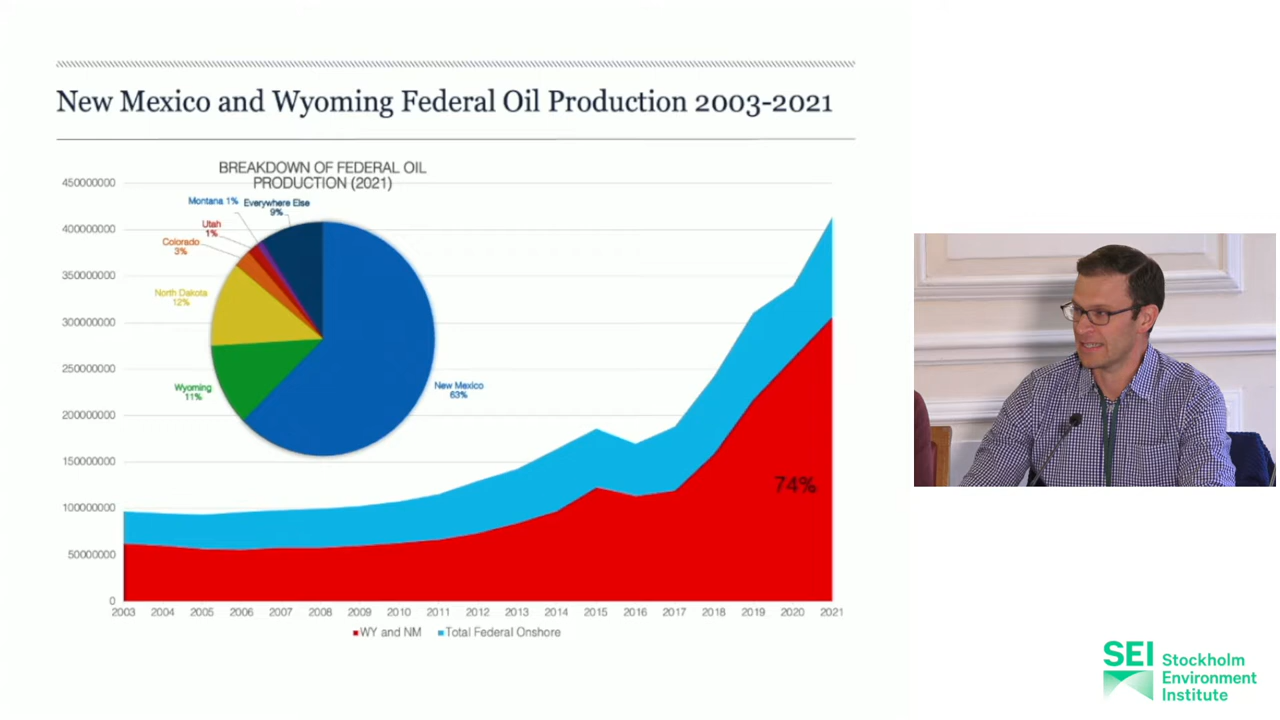 New Mexico and Wyoming Federal Oil Production 2003-2021
BREAKDOWN OF FEDERAL OIL
PRODUCTION (2021)
Montana 1%
Everywhere Else
9%
Utah
1%
Colorado
3%
North Dakota
12%
Wyoming
11%
New Mexico
63%
450000000
400000000
350000000
300000000
250000000
200000000
150000000
100000000
50000000
0
74%
2003 2004 2005 2006 2007 2008 2009 2010 2011 2012 2013 2014 2015 2016 2017 2018 2019 2020 2021
WY and NM Total Federal Onshore
SEI Stockholm
Environment
Institute